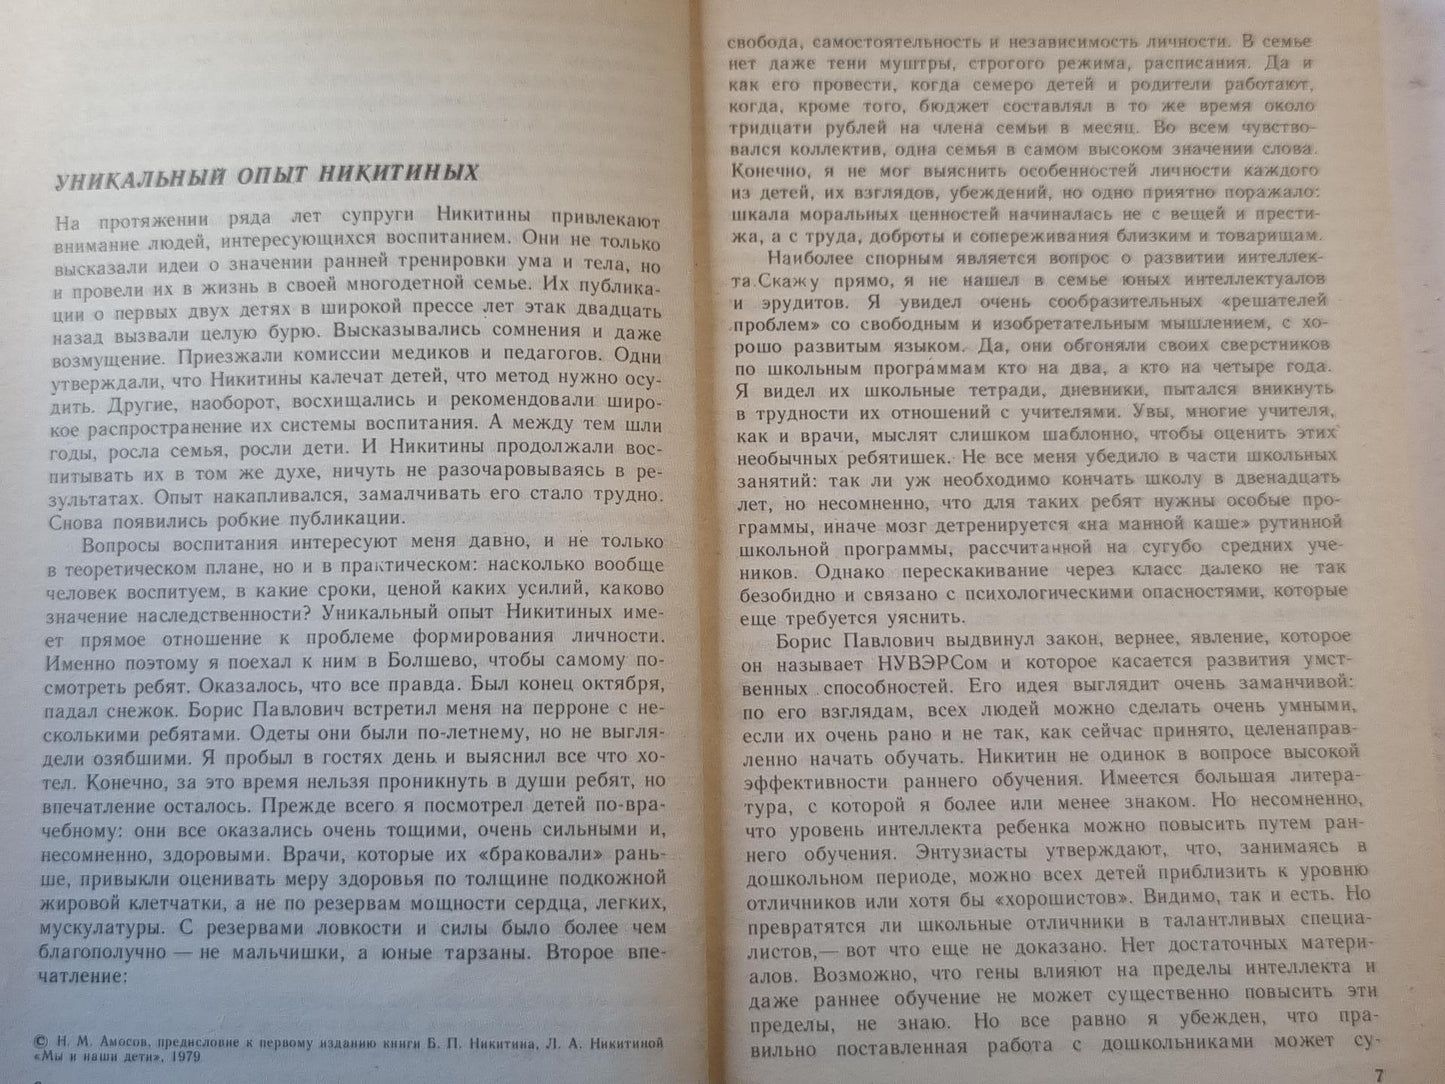 УНИКАЛЬНЫЙ ОПЫТ НИКИТИНЫХ
На протяжении ряда лет супруги Никитины привлекают
внимание людей, интересующихся воспитанием. Они не только
высказали идеи о значении ранней тренировки ума и тела, но
и провели их в жизнь в своей многодетной семье. Их публика-
ции о первых двух детях в широкой прессе лет этак двадцать
назад вызвали целую бурю. Высказывались сомнения и даже
возмущение. Приезжали комиссии медиков и педагогов. Одни
утверждали, что Никитины калечат детей, что метод нужно осу-
дить. Другие, наоборот, восхищались и рекомендовали широ-
кое распространение их системы воспитания. А между тем шли
годы, росла семья, росли дети. И Никитины продолжали вос-
питывать их в том же духе, ничуть не разочаровываясь в ре-
зультатах. Опыт накапливался, замалчивать его стало трудно.
Снова появились робкие публикации.
Вопросы воспитания интересуют меня давно, и не только
в теоретическом плане, но и в практическом: насколько вообще
человек воспитуем, в какие сроки, ценой каких усилий, каково
значение наследственности? Уникальный опыт Никитиных име-
ет прямое отношение к проблеме формирования личности.
Именно поэтому я поехал к ним в Болшево, чтобы самому по-
смотреть ребят. Оказалось, что все правда. Был конец октября,
падал снежок. Борис Павлович встретил меня на перроне с не-
сколькими ребятами. Одеты они были по-летнему, но не выгля-
дели озябшими. Я пробыл в гостях день и выяснил все что хо-
тел. Конечно, за это время нельзя проникнуть в души ребят, но
впечатление осталось. Прежде всего я посмотрел детей по-вра-
чебному: они все оказались очень тощими, очень сильными и,
несомненно, здоровыми. Врачи, которые их «браковали» рань-
ше, привыкли оценивать меру здоровья по толщине подкожной
жировой клетчатки, а не по резервам мощности сердца, легких,
мускулатуры. С резервами ловкости и силы было более чем
благополучно — не мальчишки, а юные тарзаны. Второе впе-
чатление:
© Н. М. Амосов, предисловие к первому изданию книги Б. П. Никитина, Л. А. Никитиной
«Мы и наши дети», 1979
свобода, самостоятельность и независимость личности. В семье
нет даже тени муштры, строгого режима, расписания. Да и
как его провести, когда семеро детей и родители работают,
когда, кроме того, бюджет составлял в то же время около
тридцати рублей на члена семьи в месяц. Во всем чувство-
вался коллектив, одна семья в самом высоком значении слова.
Конечно, я не мог выяснить особенностей личности каждого
из детей, их взглядов, убеждений, но одно приятно поражало:
шкала моральных ценностей начиналась не с вещей и прести-
жа, а с труда, доброты и сопереживания близким и товарищам.
Наиболее спорным является вопрос о развитии интеллек-
та.Скажу прямо, я не нашел в семье юных интеллектуалов
и эрудитов. Я увидел очень сообразительных «решателей
проблем» со свободным и изобретательным мышлением, с хо-
рошо развитым языком. Да, они обгоняли своих сверстников
по школьным программам кто на два, а кто на четыре года.
Я видел их школьные тетради, дневники, пытался вникнуть
в трудности их отношений с учителями. Увы, многие учителя,
как и врачи, мыслят слишком шаблонно, чтобы оценить этих
необычных ребятишек. Не все меня убедило в части школьных
занятий: так ли уж необходимо кончать школу в двенадцать
лет, но несомненно, что для таких ребят нужны особые про-
граммы, иначе мозг детренируется «на манной каше» рутинной
школьной программы, рассчитанной на сугубо средних уче-
ников. Однако перескакивание через класс далеко не так
безобидно и связано с психологическими опасностями, которые
еще требуется уяснить.
Борис Павлович выдвинул закон, вернее, явление, которое
он называет НУВЭРСом и которое касается развития умст-
венных способностей. Его идея выглядит очень заманчивой:
по его взглядам, всех людей можно сделать очень умными,
если их очень рано и не так, как сейчас принято, целенаправ-
ленно начать обучать. Никитин не одинок в вопросе высокой
эффективности раннего обучения. Имеется большая литера-
тура, с которой я более или менее знаком. Но несомненно,
что уровень интеллекта ребенка можно повысить путем ран-
него обучения. Энтузиасты утверждают, что, занимаясь в
дошкольном периоде, можно всех детей приблизить к уровню
отличников или хотя бы «хорошистов». Видимо, так и есть. Но
превратятся ли школьные отличники в талантливых специа-
листов,— вот что еще не доказано. Нет достаточных матери-
алов. Возможно, что гены влияют на пределы интеллекта и
даже раннее обучение не может существенно повысить эти
пределы, не знаю. Но все равно я убежден, что пра-
вильно поставленная работа с дошкольниками может су-
7